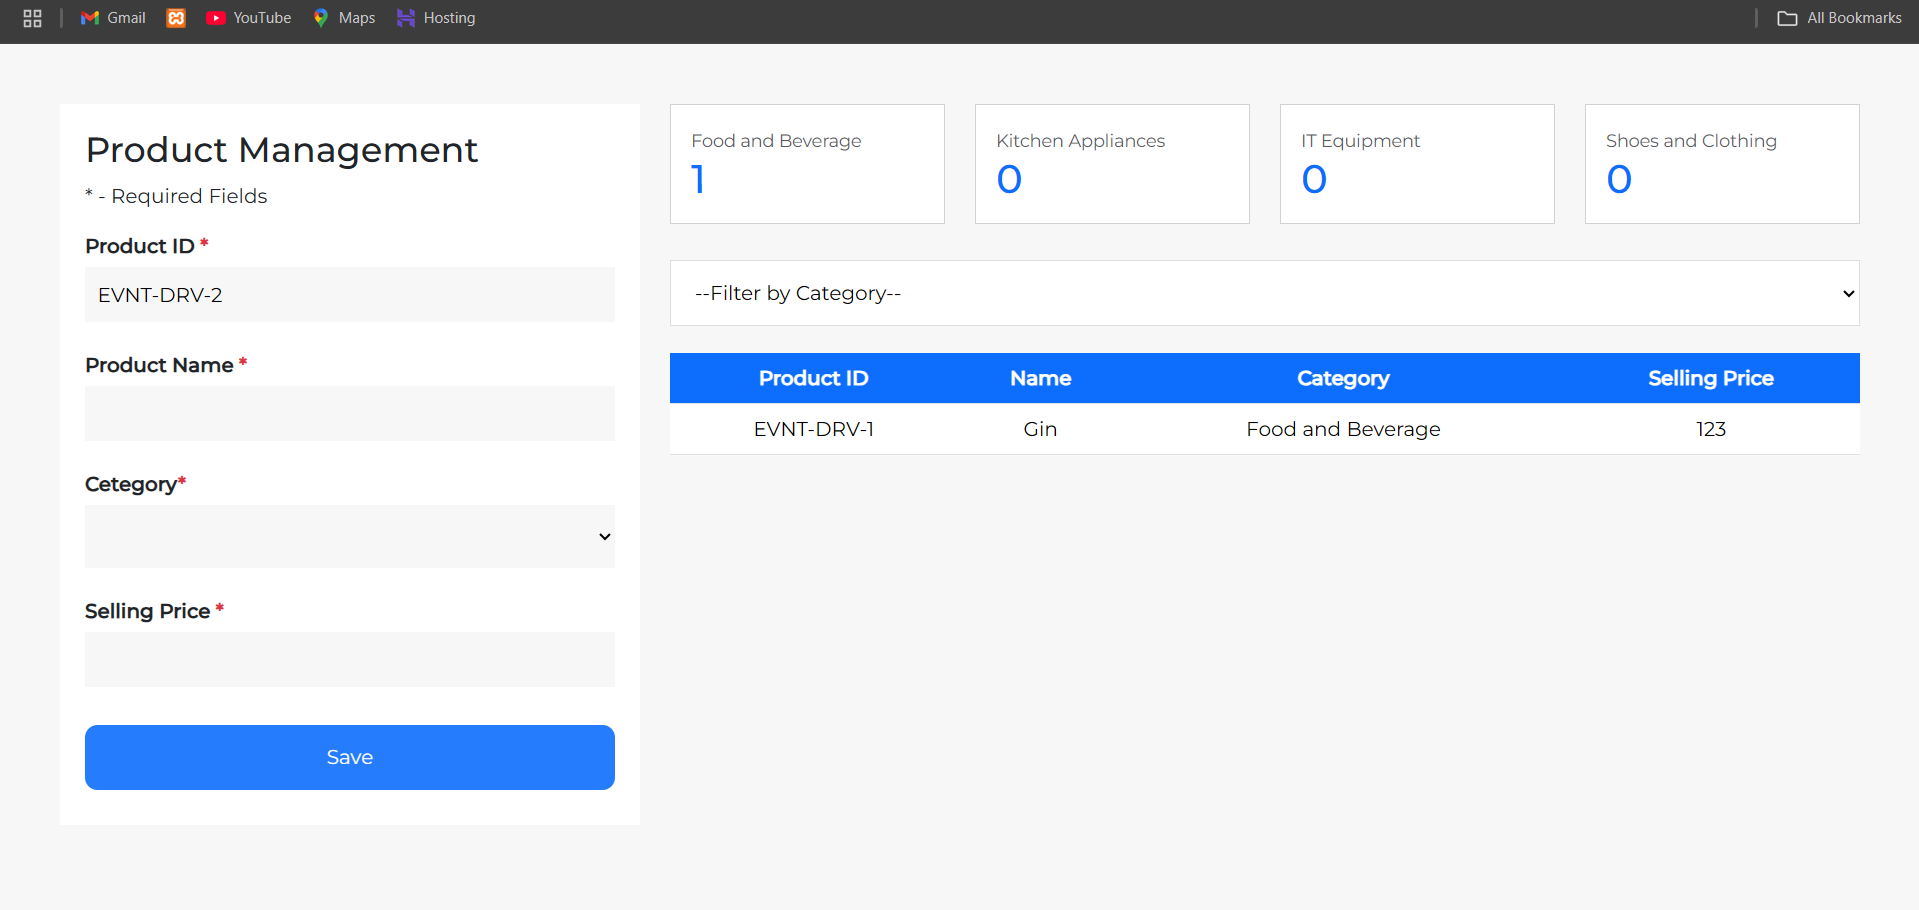 Gmail YouTube Maps Hosting All Bookmarks
Product Management
* - Required Fields
Product ID *
EVNT-DRV-2
Product Name *
Cetegory*
Selling Price *
Save
Food and Beverage
1
Kitchen Appliances
0
IT Equipment
0
Shoes and Clothing
0
--Filter by Category--
Product ID Name Category Selling Price
EVNT-DRV-1 Gin Food and Beverage 123